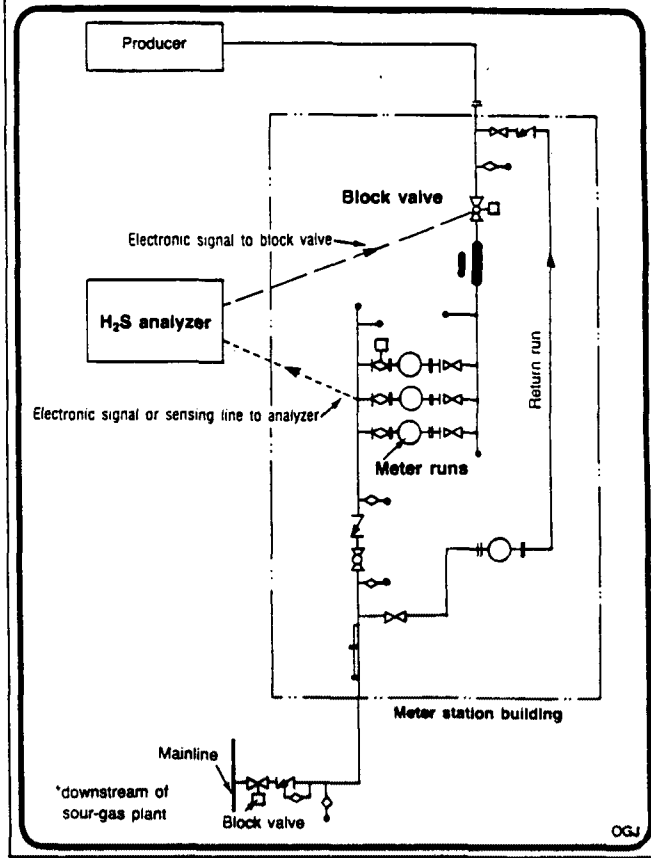 Producer
Block valve
Electronic signal to block valve
H₂S analyzer
Return run
Electronic signal or sensing line to analyzer
Meter runs
Meter station building
Mainline
*downstream of
sour-gas plant
Block valve
OGJ